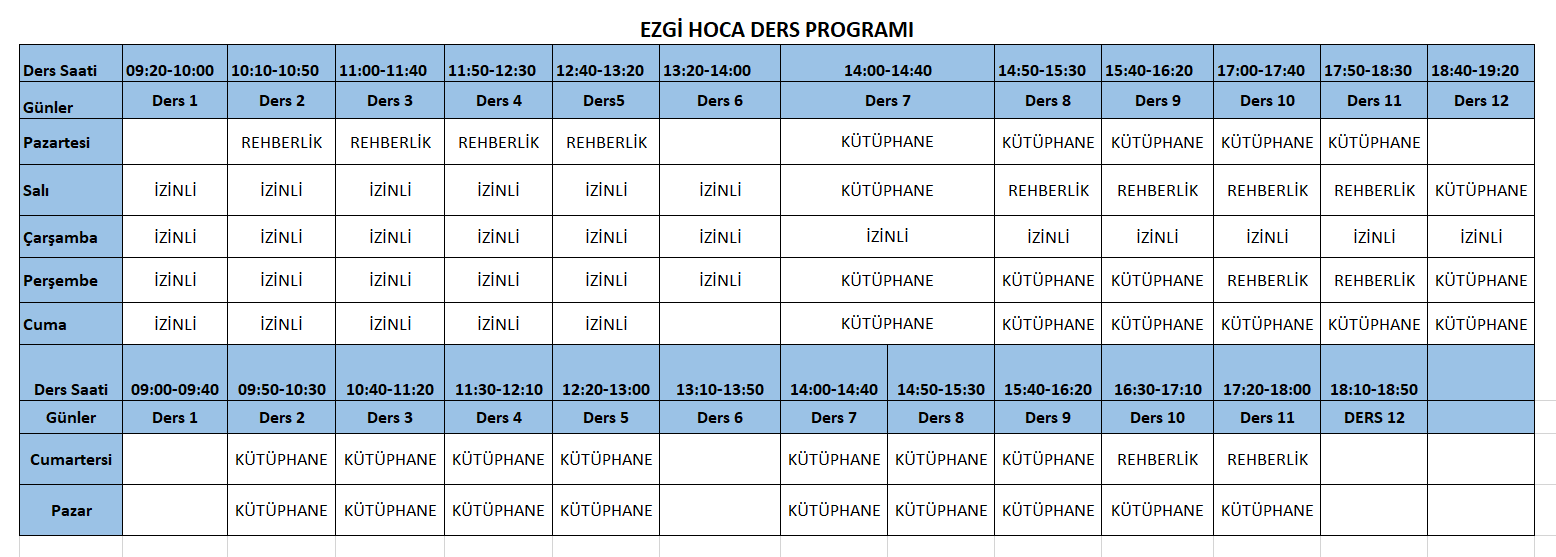 EZGİ HOCA DERS PROGRAMI
Ders Saati 09:20-10:00 10:10-10:50 11:00-11:40 11:50-12:30 12:40-13:20 13:20-14:00 14:00-14:40 14:50-15:30 15:40-16:20 17:00-17:40 17:50-18:30 18:40-19:20
Günler Ders 1 Ders 2 Ders 3 Ders 4 Ders5 Ders 6 Ders 7 Ders 8 Ders 9 Ders 10 Ders 11 Ders 12
Pazartesi REHBERLİK REHBERLİK REHBERLİK REHBERLİK KÜTÜPHANE KÜTÜPHANE KÜTÜPHANE KÜTÜPHANE KÜTÜPHANE
Salı İZİNLİ İZİNLİ İZİNLİ İZİNLİ İZİNLİ İZİNLİ KÜTÜPHANE REHBERLİK REHBERLİK REHBERLİK REHBERLİK KÜTÜPHANE
Çarşamba İZİNLİ İZİNLİ İZİNLİ İZİNLİ İZİNLİ İZİNLİ İZİNLİ İZİNLİ İZİNLİ İZİNLİ İZİNLİ İZİNLİ
Perşembe İZİNLİ İZİNLİ İZİNLİ İZİNLİ İZİNLİ İZİNLİ KÜTÜPHANE KÜTÜPHANE KÜTÜPHANE REHBERLİK REHBERLİK KÜTÜPHANE
Cuma İZİNLİ İZİNLİ İZİNLİ İZİNLİ İZİNLİ KÜTÜPHANE KÜTÜPHANE KÜTÜPHANE KÜTÜPHANE KÜTÜPHANE KÜTÜPHANE
Ders Saati 09:00-09:40 09:50-10:30 10:40-11:20 11:30-12:10 12:20-13:00 13:10-13:50 14:00-14:40 14:50-15:30 15:40-16:20 16:30-17:10 17:20-18:00 18:10-18:50
Günler Ders 1 Ders 2 Ders 3 Ders 4 Ders 5 Ders 6 Ders 7 Ders 8 Ders 9 Ders 10 Ders 11 DERS 12
Cumartersi KÜTÜPHANE KÜTÜPHANE KÜTÜPHANE KÜTÜPHANE KÜTÜPHANE KÜTÜPHANE KÜTÜPHANE REHBERLİK REHBERLİK
Pazar KÜTÜPHANE KÜTÜPHANE KÜTÜPHANE KÜTÜPHANE KÜTÜPHANE KÜTÜPHANE KÜTÜPHANE KÜTÜPHANE KÜTÜPHANE